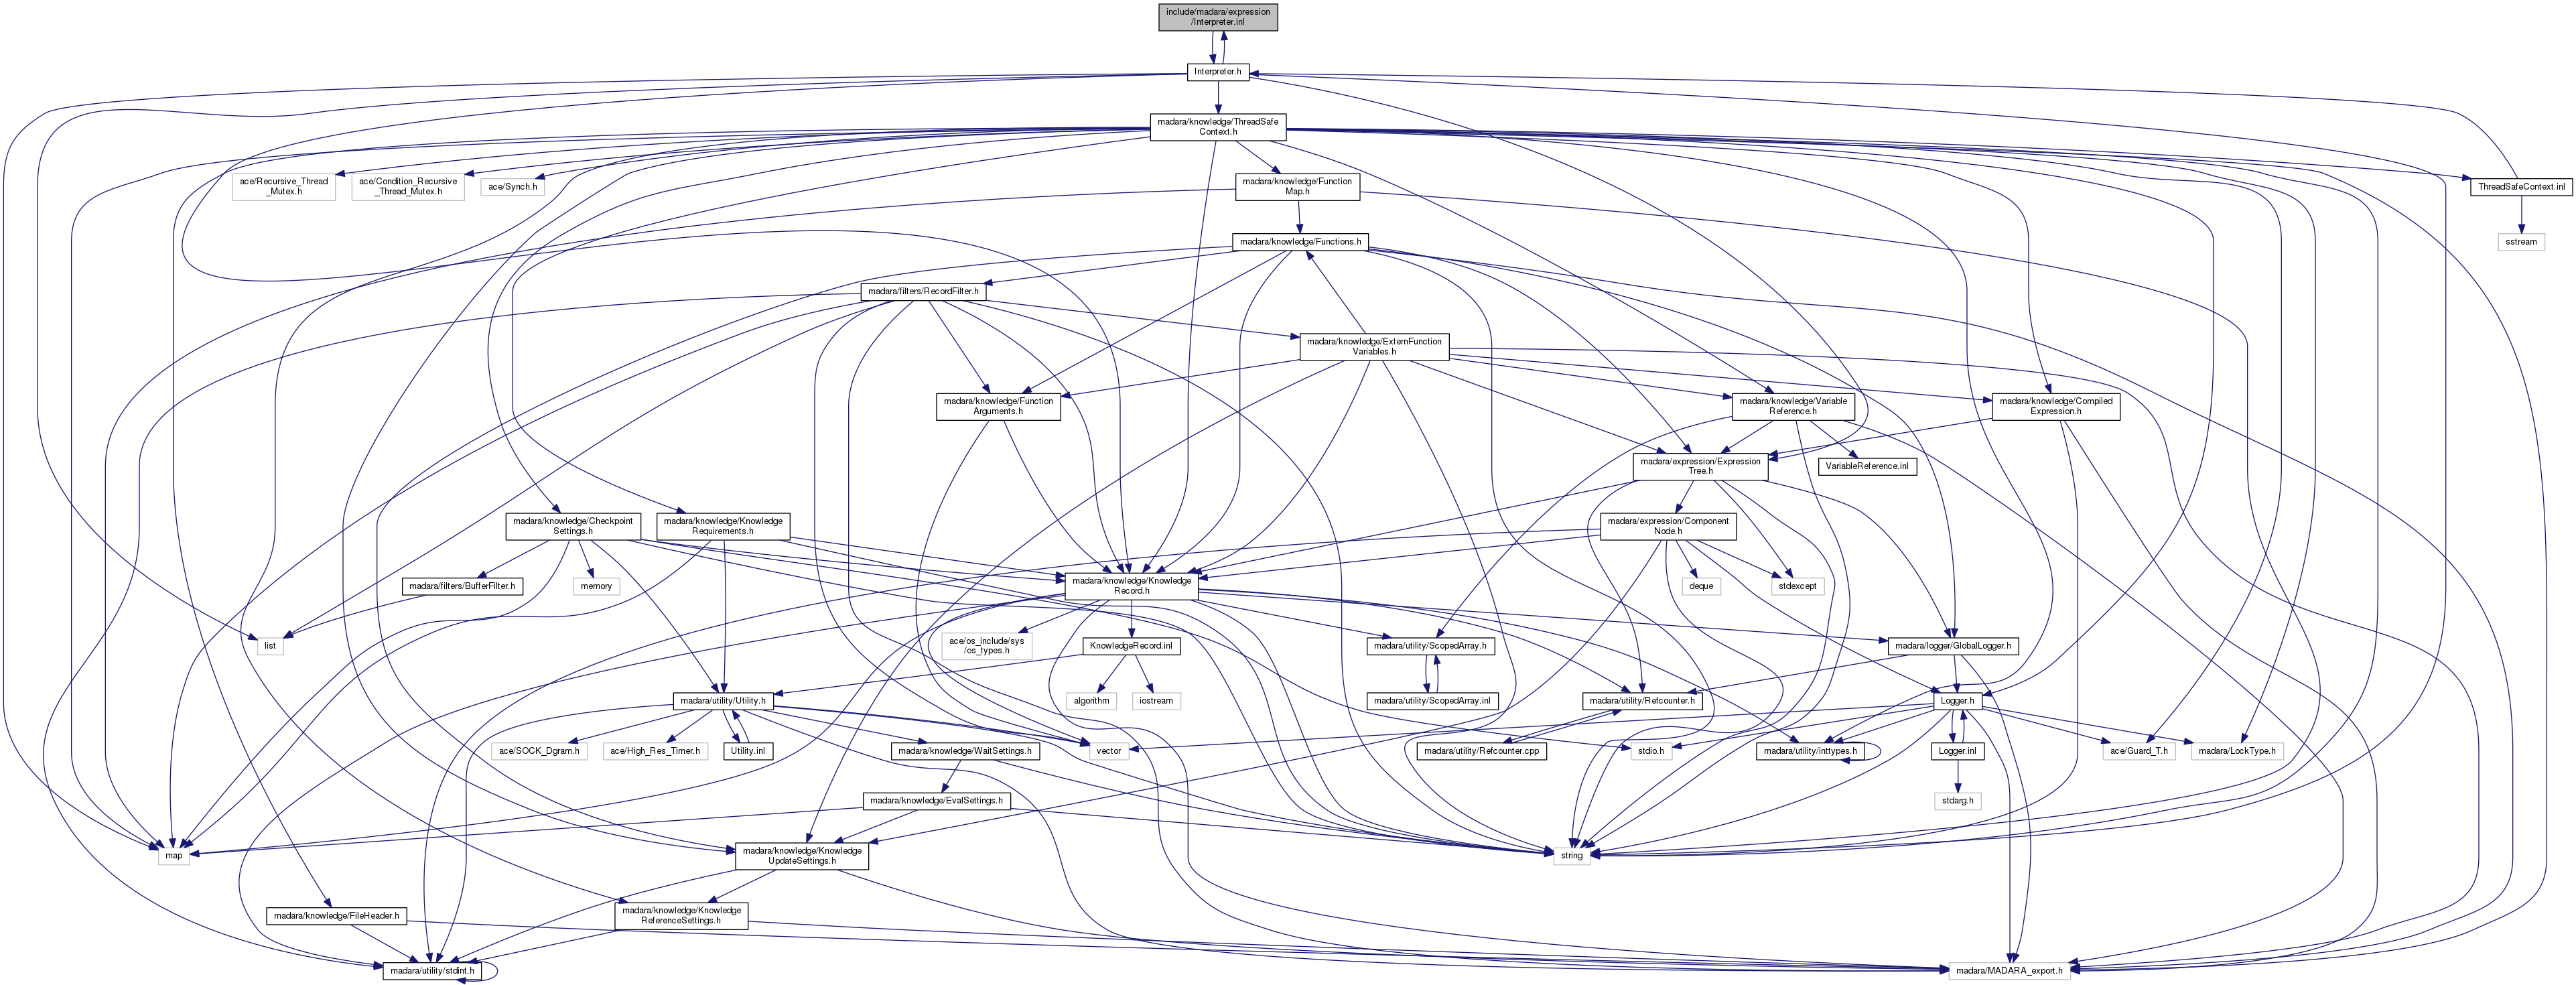 include/madara/expression
/Interpreter.inl
Interpreter.h
madara/knowledge/ThreadSafe
Context.h
ace/Recursive_Thread
_Mutex.h
ace/Condition_Recursive
_Thread_Mutex.h
ace/Synch.h
madara/knowledge/Function
Map.h
ThreadSafeContext.inl
madara/knowledge/Functions.h
sstream
madara/filters/RecordFilter.h
madara/knowledge/ExternFunction
Variables.h
madara/knowledge/Function
Arguments.h
madara/knowledge/Variable
Reference.h
madara/knowledge/Compiled
Expression.h
madara/expression/Expression
Tree.h
VariableReference.inl
madara/knowledge/Checkpoint
Settings.h
madara/knowledge/Knowledge
Requirements.h
madara/expression/Component
Node.h
madara/filters/BufferFilter.h
memory
madara/knowledge/Knowledge
Record.h
deque
stdexcept
list
ace/os_include/sys
/os_types.h
KnowledgeRecord.inl
madara/utility/ScopedArray.h
madara/logger/GlobalLogger.h
madara/utility/Utility.h
algorithm
iostream
madara/utility/ScopedArray.inl
madara/utility/Refcounter.h
Logger.h
ace/SOCK_Dgram.h
ace/High_Res_Timer.h
Utility.inl
madara/knowledge/WaitSettings.h
vector
madara/utility/Refcounter.cpp
stdio.h
madara/utility/inttypes.h
Logger.inl
ace/Guard_T.h
madara/LockType.h
madara/knowledge/EvalSettings.h
stdarg.h
map
madara/knowledge/Knowledge
UpdateSettings.h
string
madara/knowledge/FileHeader.h
madara/knowledge/Knowledge
ReferenceSettings.h
madara/utility/stdint.h
madara/MADARA_export.h